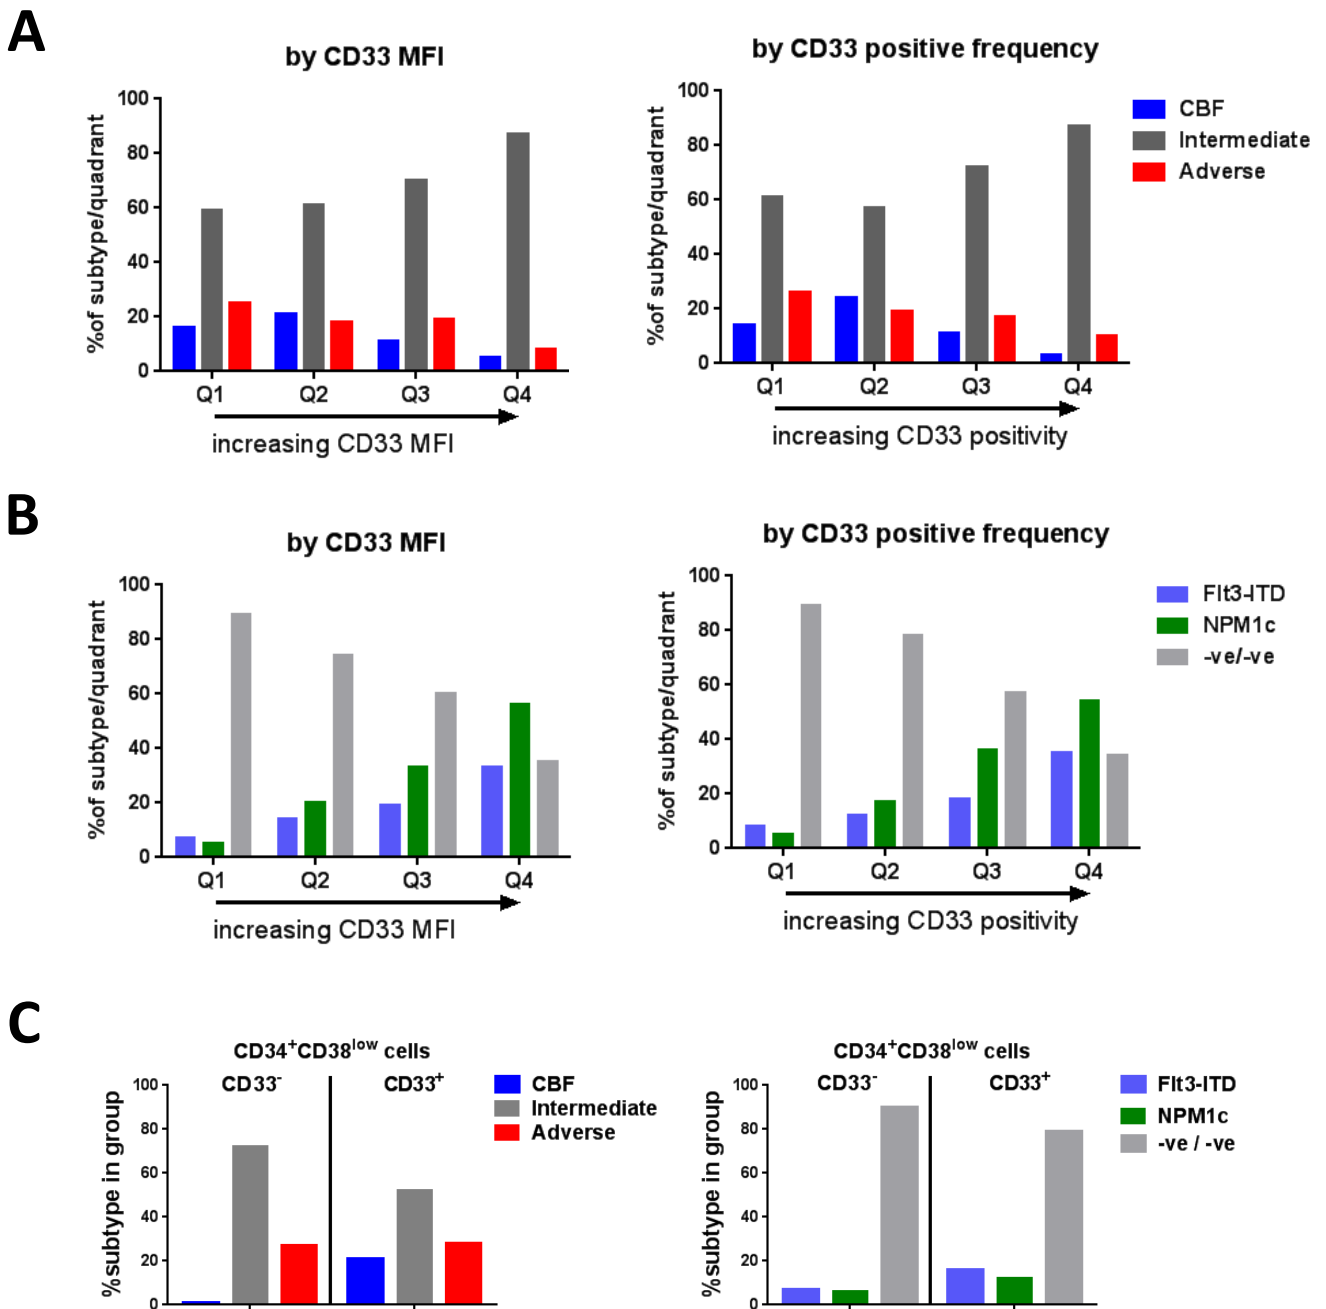 A
by CD33 MFI
%of subtype/quadrant
100
80
60
40
20
0
Q1 Q2 Q3 Q4
increasing CD33 MFI
by CD33 positive frequency
%of subtype/quadrant
100
80
60
40
20
0
Q1 Q2 Q3 Q4
increasing CD33 positivity
CBF
Intermediate
Adverse
B
by CD33 MFI
%of subtype/quadrant
100
80
60
40
20
0
Q1 Q2 Q3 Q4
increasing CD33 MFI
by CD33 positive frequency
%of subtype/quadrant
100
80
60
40
20
0
Q1 Q2 Q3 Q4
increasing CD33 positivity
Flt3-ITD
NPM1c
-ve/-ve
C
CD34+CD38low cells
CD33- CD33+
%subtype in group
100
80
60
40
20
0
CBF
Intermediate
Adverse
CD34+CD38low cells
CD33- CD33+
%subtype in group
100
80
60
40
20
0
Flt3-ITD
NPM1c
-ve / -ve